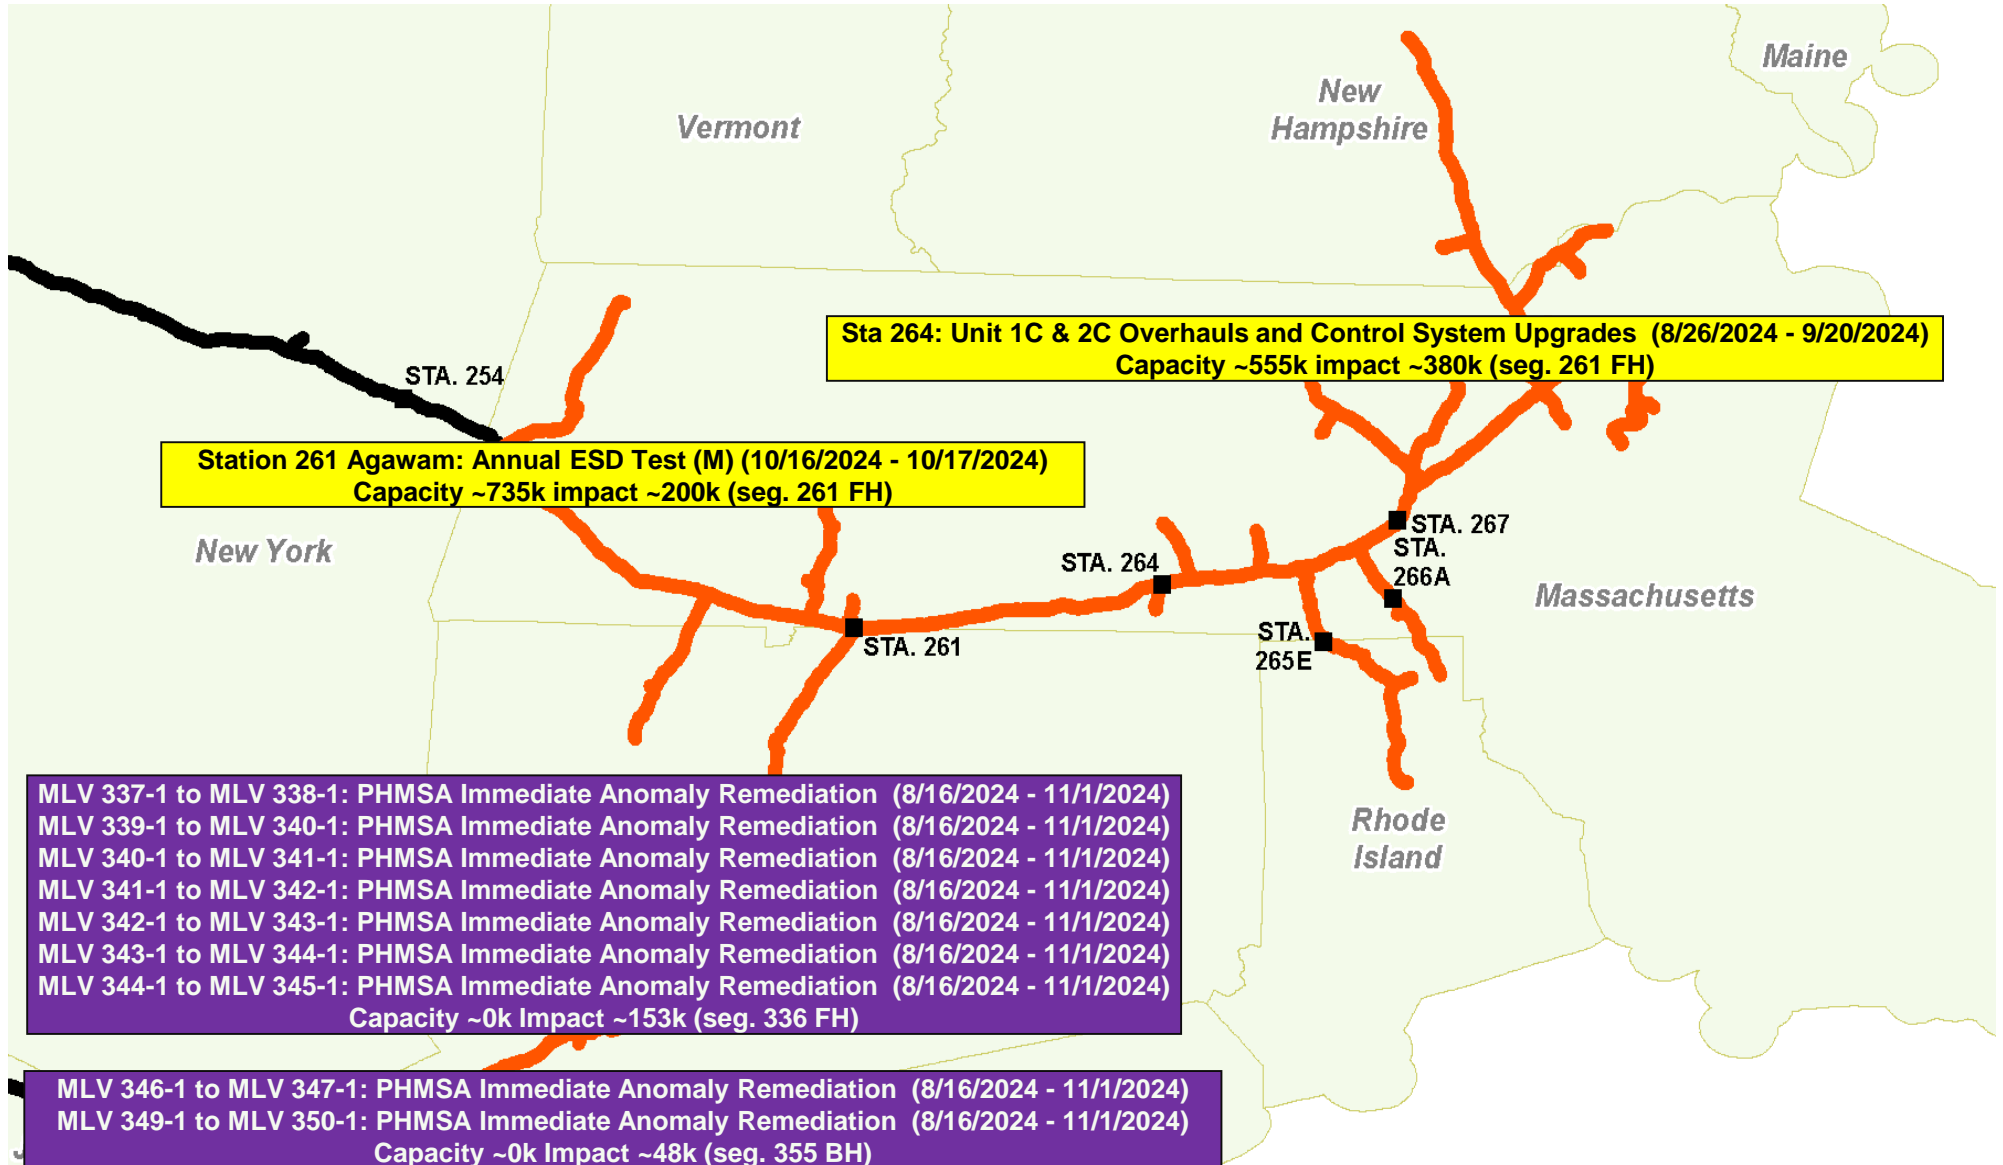 Maine
New
Hampshire
Vermont
Sta 264: Unit 1C & 2C Overhauls and Control System Upgrades (8/26/2024 - 9/20/2024)
Capacity ~555k impact ~380k (seg. 261 FH)
STA. 254
Station 261 Agawam: Annual ESD Test (M) (10/16/2024 - 10/17/2024)
Capacity ~735k impact ~200k (seg. 261 FH)
New York
STA. 267
STA.
266A
STA. 264
Massachusetts
STA. 261
STA.
265E
MLV 337-1 to MLV 338-1: PHMSA Immediate Anomaly Remediation (8/16/2024 - 11/1/2024)
MLV 339-1 to MLV 340-1: PHMSA Immediate Anomaly Remediation (8/16/2024 - 11/1/2024)
MLV 340-1 to MLV 341-1: PHMSA Immediate Anomaly Remediation (8/16/2024 - 11/1/2024)
MLV 341-1 to MLV 342-1: PHMSA Immediate Anomaly Remediation (8/16/2024 - 11/1/2024)
MLV 342-1 to MLV 343-1: PHMSA Immediate Anomaly Remediation (8/16/2024 - 11/1/2024)
MLV 343-1 to MLV 344-1: PHMSA Immediate Anomaly Remediation (8/16/2024 - 11/1/2024)
MLV 344-1 to MLV 345-1: PHMSA Immediate Anomaly Remediation (8/16/2024 - 11/1/2024)
Capacity ~0k Impact ~153k (seg. 336 FH)
Rhode
Island
MLV 346-1 to MLV 347-1: PHMSA Immediate Anomaly Remediation (8/16/2024 - 11/1/2024)
MLV 349-1 to MLV 350-1: PHMSA Immediate Anomaly Remediation (8/16/2024 - 11/1/2024)
Capacity ~0k Impact ~48k (seg. 355 BH)